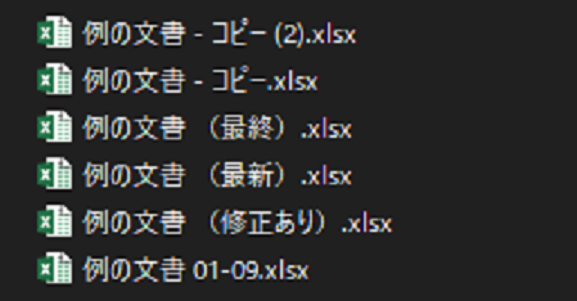 例の文書 - コピー (2).xlsx
例の文書 - コピー.xlsx
例の文書 （最終）.xlsx
例の文書 （最新）.xlsx
例の文書 （修正あり）.xlsx
例の文書 01-09.xlsx